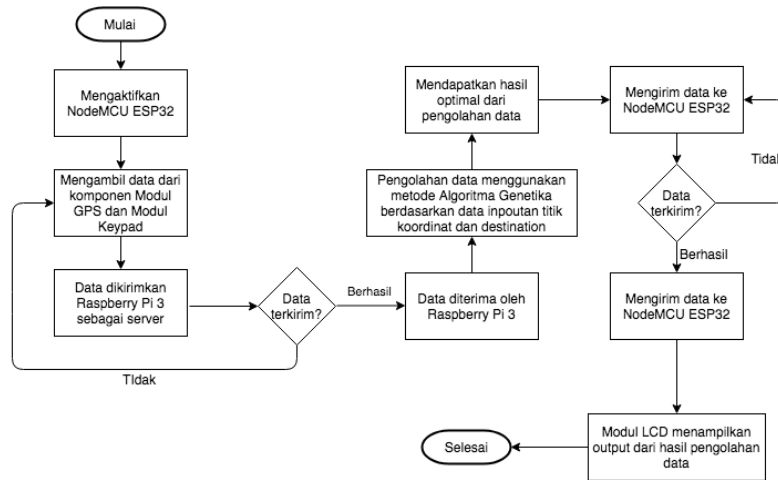 Mulai
Mengaktifkan
NodeMCU ESP32
Mengambil data dari
komponen Modul
GPS dan Modul
Keypad
Data dikirimkan
Raspberry Pi 3
sebagai server
Data
terkirim?
TIdak
Berhasil
Data diterima oleh
Raspberry Pi 3
Pengolahan data menggunakan
metode Algoritma Genetika
berdasarkan data inpoutan titik
koordinat dan destination
Mendapatkan hasil
optimal dari
pengolahan data
Mengirim data ke
NodeMCU ESP32
Data
terkirim?
Tidak
Berhasil
Mengirim data ke
NodeMCU ESP32
Modul LCD menampilkan
output dari hasil pengolahan
data
Selesai